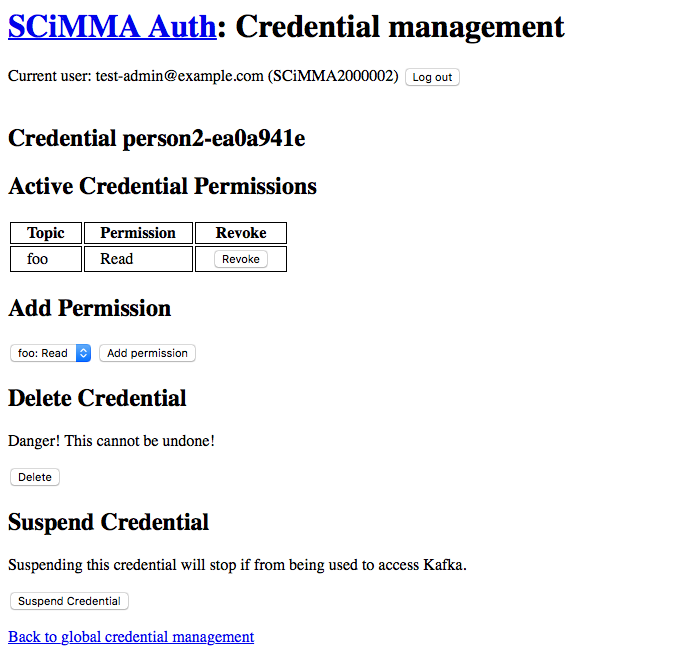 SCiMMA Auth: Credential management
Current user: test-admin@example.com (SCiMMA2000002) Log out
Credential person2-ea0a941e
Active Credential Permissions
Topic Permission Revoke
foo Read Revoke
Add Permission
foo: Read Add permission
Delete Credential
Danger! This cannot be undone!
Delete
Suspend Credential
Suspending this credential will stop if from being used to access Kafka.
Suspend Credential
Back to global credential management